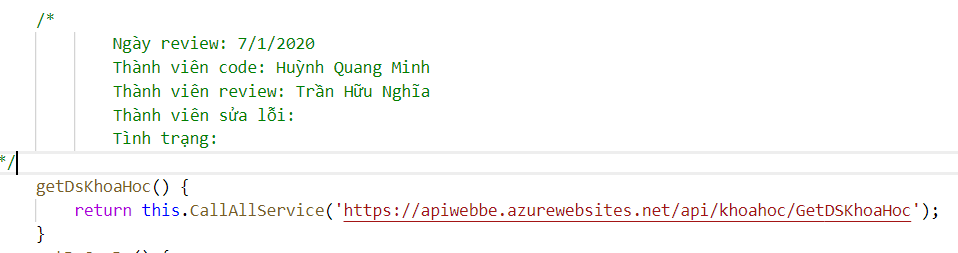 /*
Ngày review: 7/1/2020
Thành viên code: Huỳnh Quang Minh
Thành viên review: Trần Hữu Nghĩa
Thành viên sửa lỗi:
Tình trạng:
*/
getDsKhoaHoc() {
return this.CallAllService('https://apiwebbe.azurewebsites.net/api/khoahoc/GetDSKhoaHoc');
}